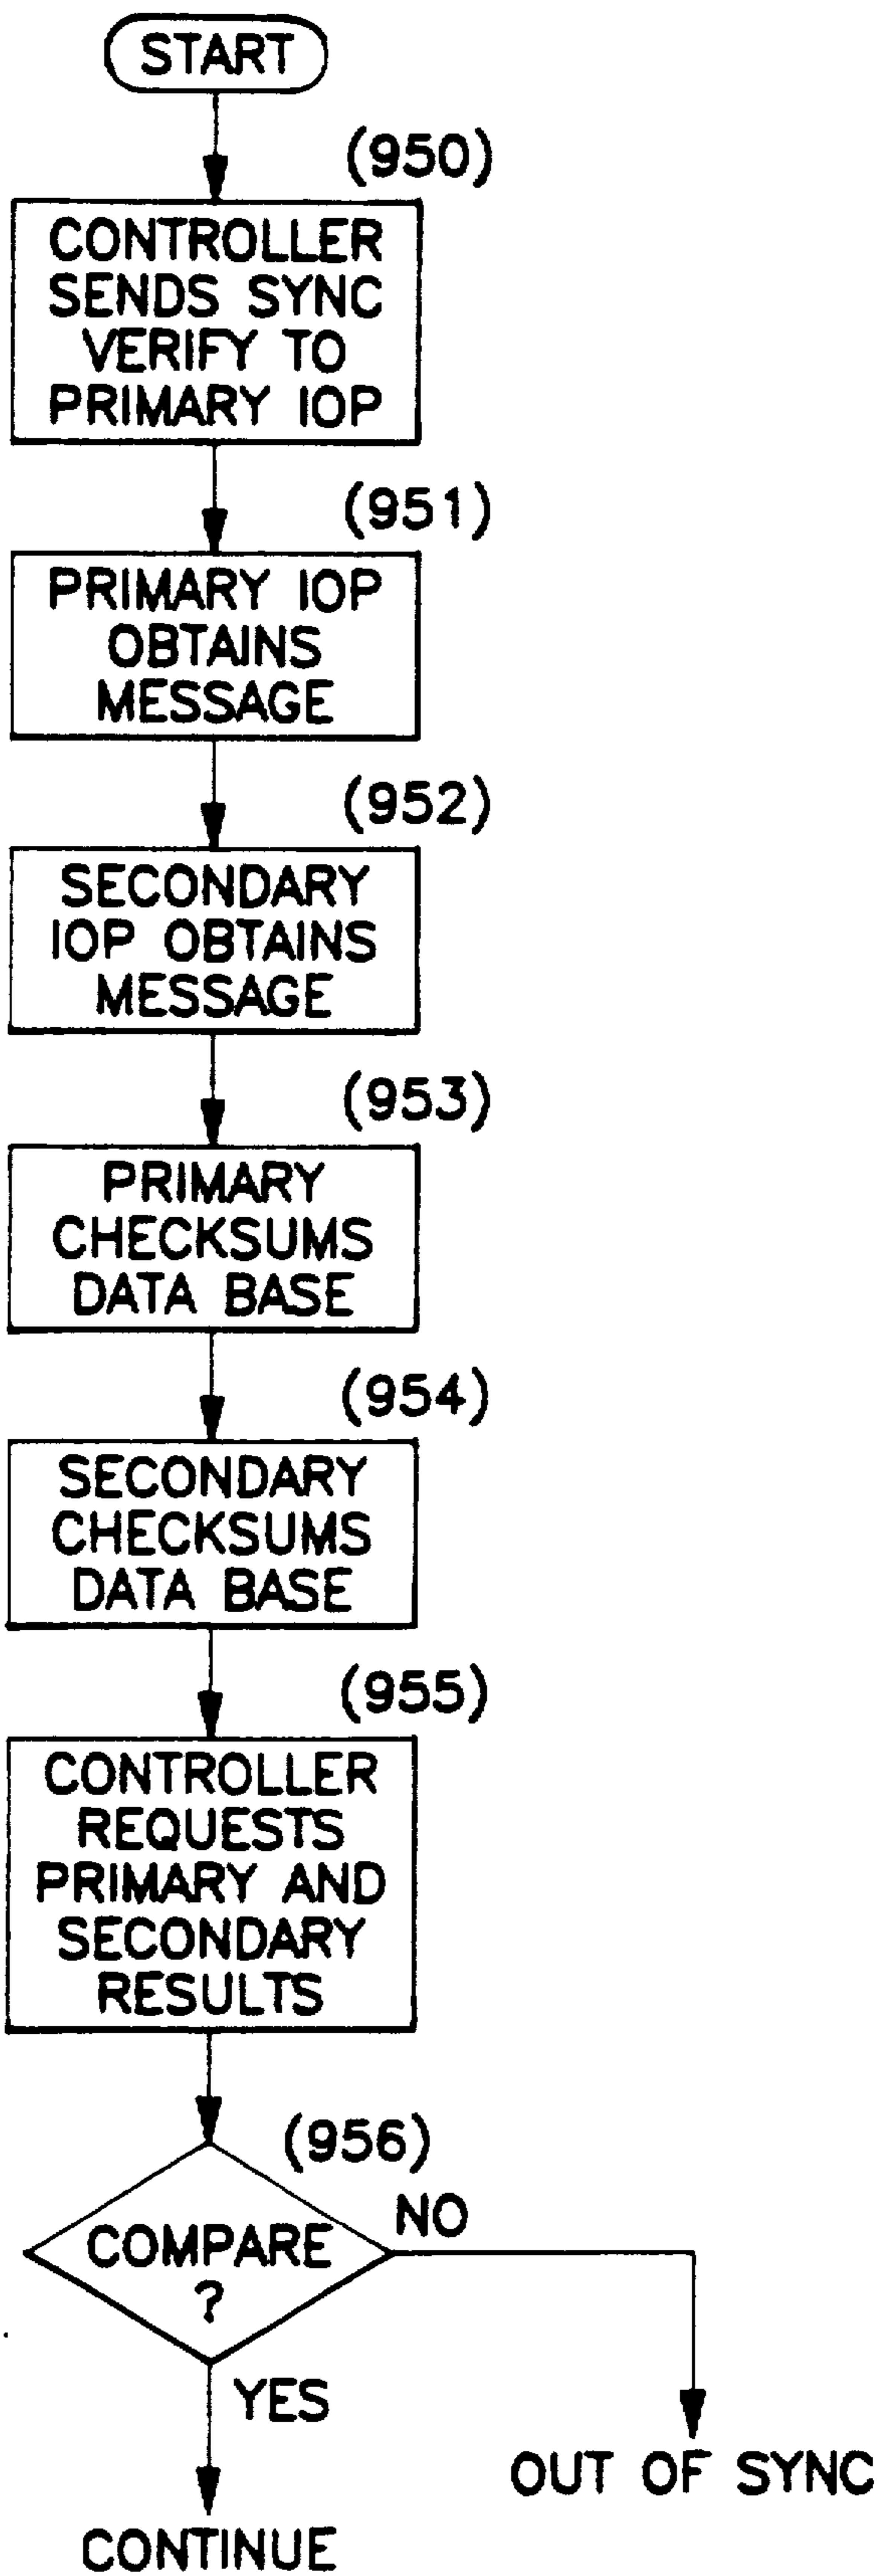 START
(950)
CONTROLLER
SENDS SYNC
VERIFY TO
PRIMARY IOP
(951)
PRIMARY IOP
OBTAINS
MESSAGE
(952)
SECONDARY
IOP OBTAINS
MESSAGE
(953)
PRIMARY
CHECKSUMS
DATA BASE
(954)
SECONDARY
CHECKSUMS
DATA BASE
(955)
CONTROLLER
REQUESTS
PRIMARY AND
SECONDARY
RESULTS
(956)
COMPARE
?
NO
YES
OUT OF SYNC
CONTINUE